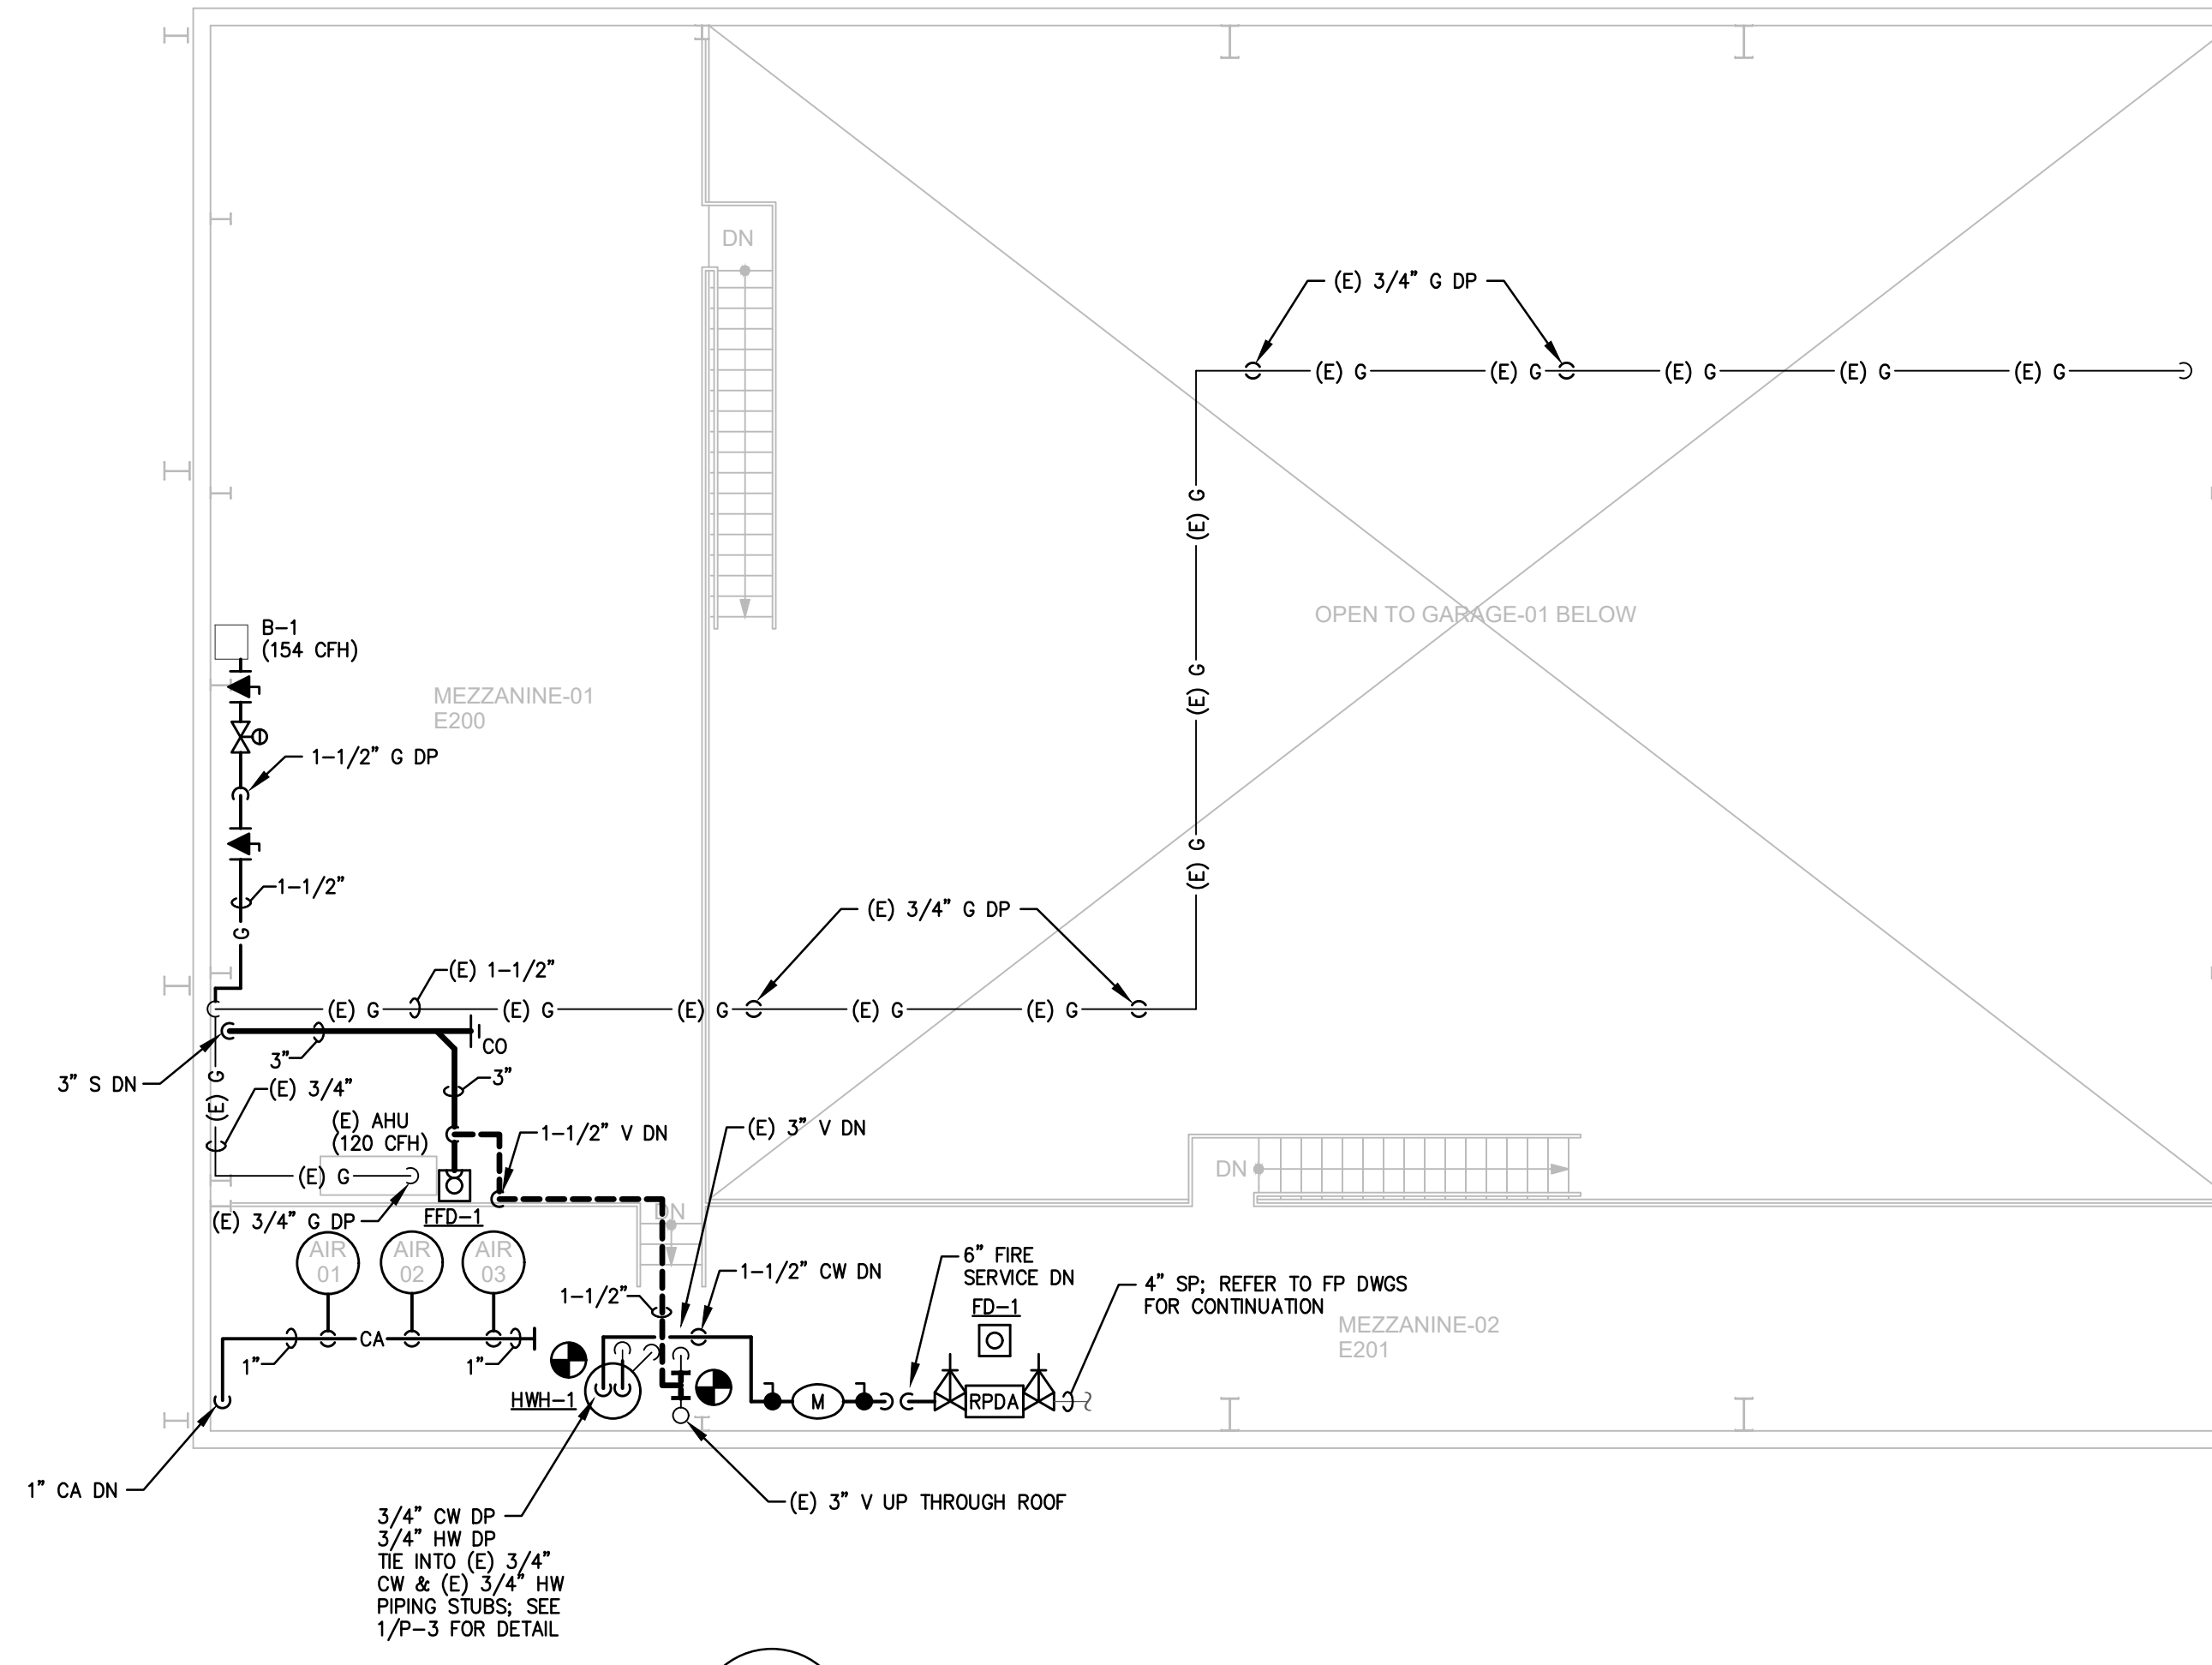 DN
(E) 3/4" G DP
(E) G
(E) G
(E) G
(E) G
(E) G
(E) G
(E) G
(E) G
OPEN TO GARAGE-01 BELOW
B-1
(154 CFH)
MEZZANINE-01
E200
1-1/2" G DP
1-1/2"
G
(E) 3/4" G DP
(E) 1-1/2"
(E) G
(E) G
(E) G
(E) G
(E) G
CO
3"
3" S DN
3"
(E) G
(E) 3/4"
(E) AHU
(120 CFH)
1-1/2" V DN
(E) 3" V DN
DN
(E) G
(E) 3/4" G DP
FFD-1
DN
AIR
01
AIR
02
AIR
03
1-1/2" CW DN
6" FIRE
SERVICE DN
FD-1
4" SP; REFER TO FP DWGS
FOR CONTINUATION
MEZZANINE-02
E201
1-1/2"
CA
1"
1"
HWH-1
M
RPDA
1" CA DN
(E) 3" V UP THROUGH ROOF
3/4" CW DP
3/4" HW DP
TIE INTO (E) 3/4"
CW & (E) 3/4" HW
PIPING STUBS; SEE
1/P-3 FOR DETAIL